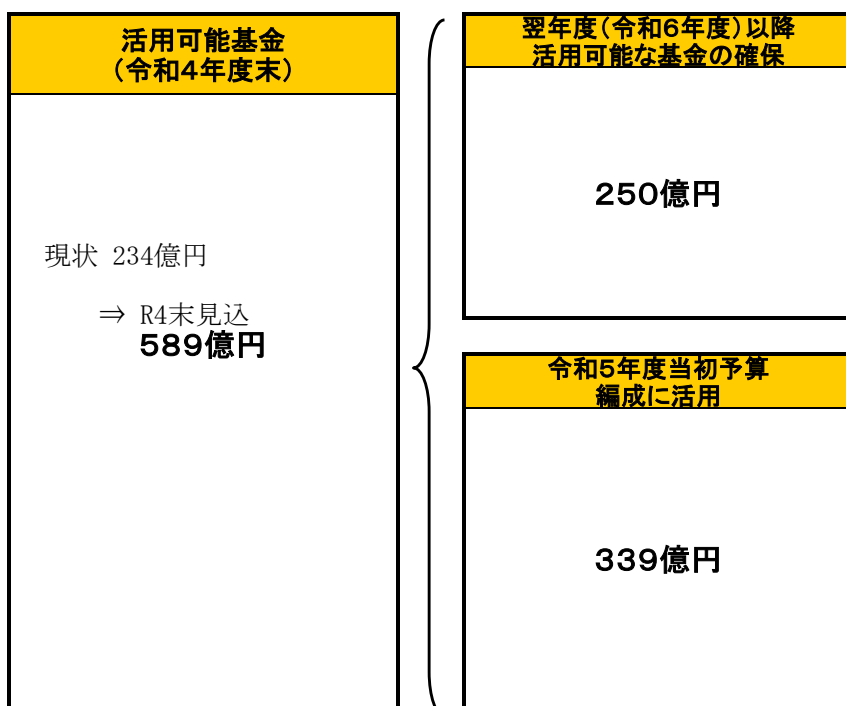 活用可能基金
（令和4年度末）
現状 234億円
⇒ R4末見込
589億円
翌年度（令和6年度）以降
活用可能な基金の確保
250億円
令和5年度当初予算
編成に活用
339億円